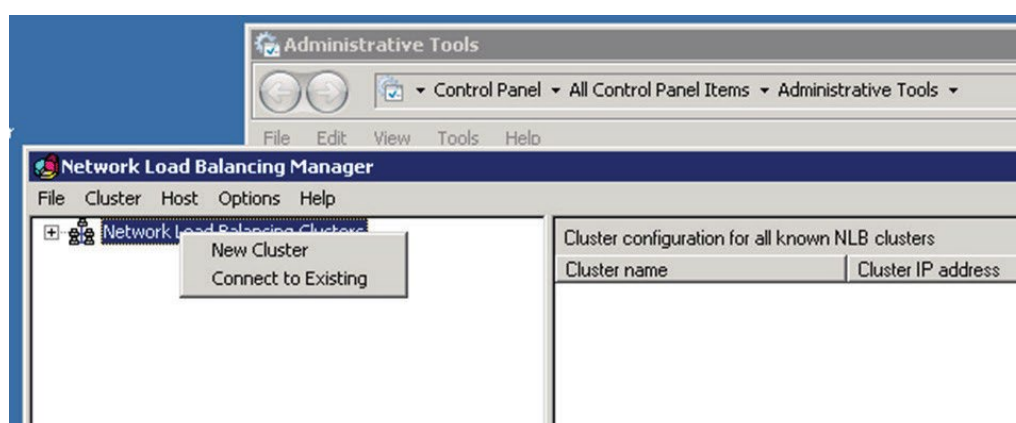 Administrative Tools
Control Panel All Control Panel Items Administrative Tools
File Edit View Tools Help
Network Load Balancing Manager
File Cluster Host Options Help
Network Load Balancing Clusters
New Cluster
Connect to Existing
Cluster configuration for all known NLB clusters
Cluster name Cluster IP address